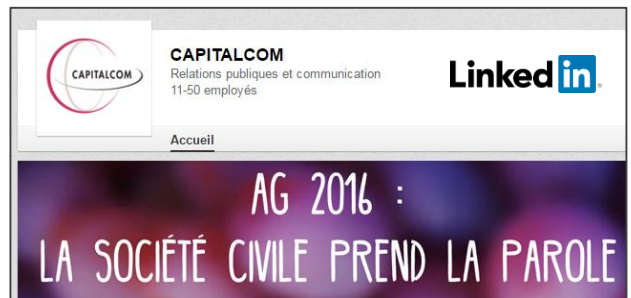 CAPITALCOM
CAPITALCOM
Relations publiques et communication
11-50 employés
Linked in
Accueil
AG 2016 :
LA SOCIÉTÉ CIVILE PREND LA PAROLE